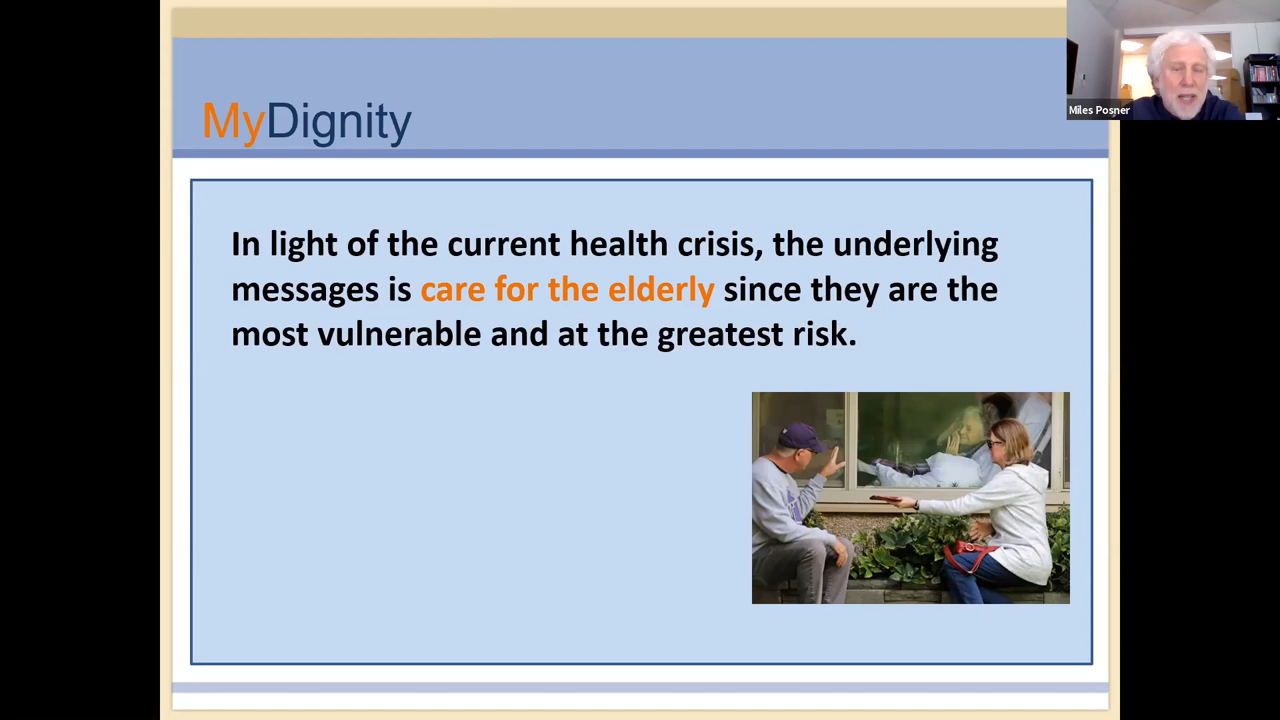 MyDignity
Miles Posner
In light of the current health crisis, the underlying
messages is care for the elderly since they are the
most vulnerable and at the greatest risk.